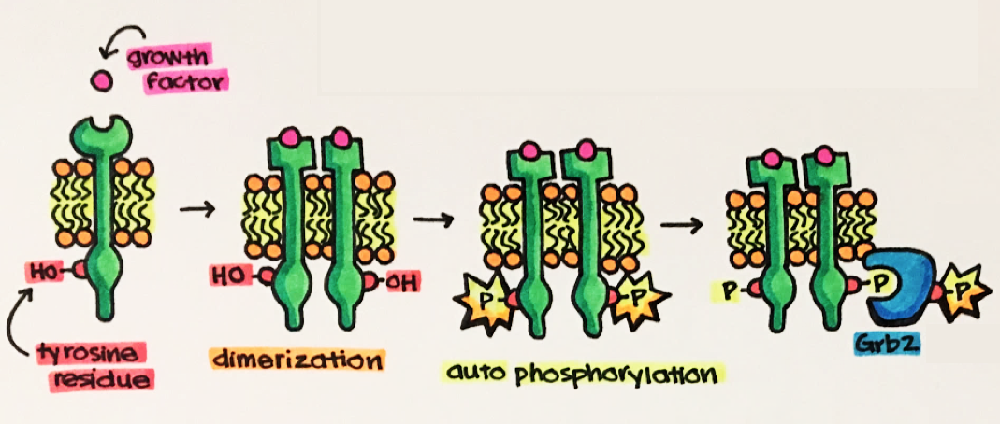 growth
factor
HO
tyrosine
residue
HO
OH
dimerization
P
P
auto phosphorylation
P
P
P
Grb2